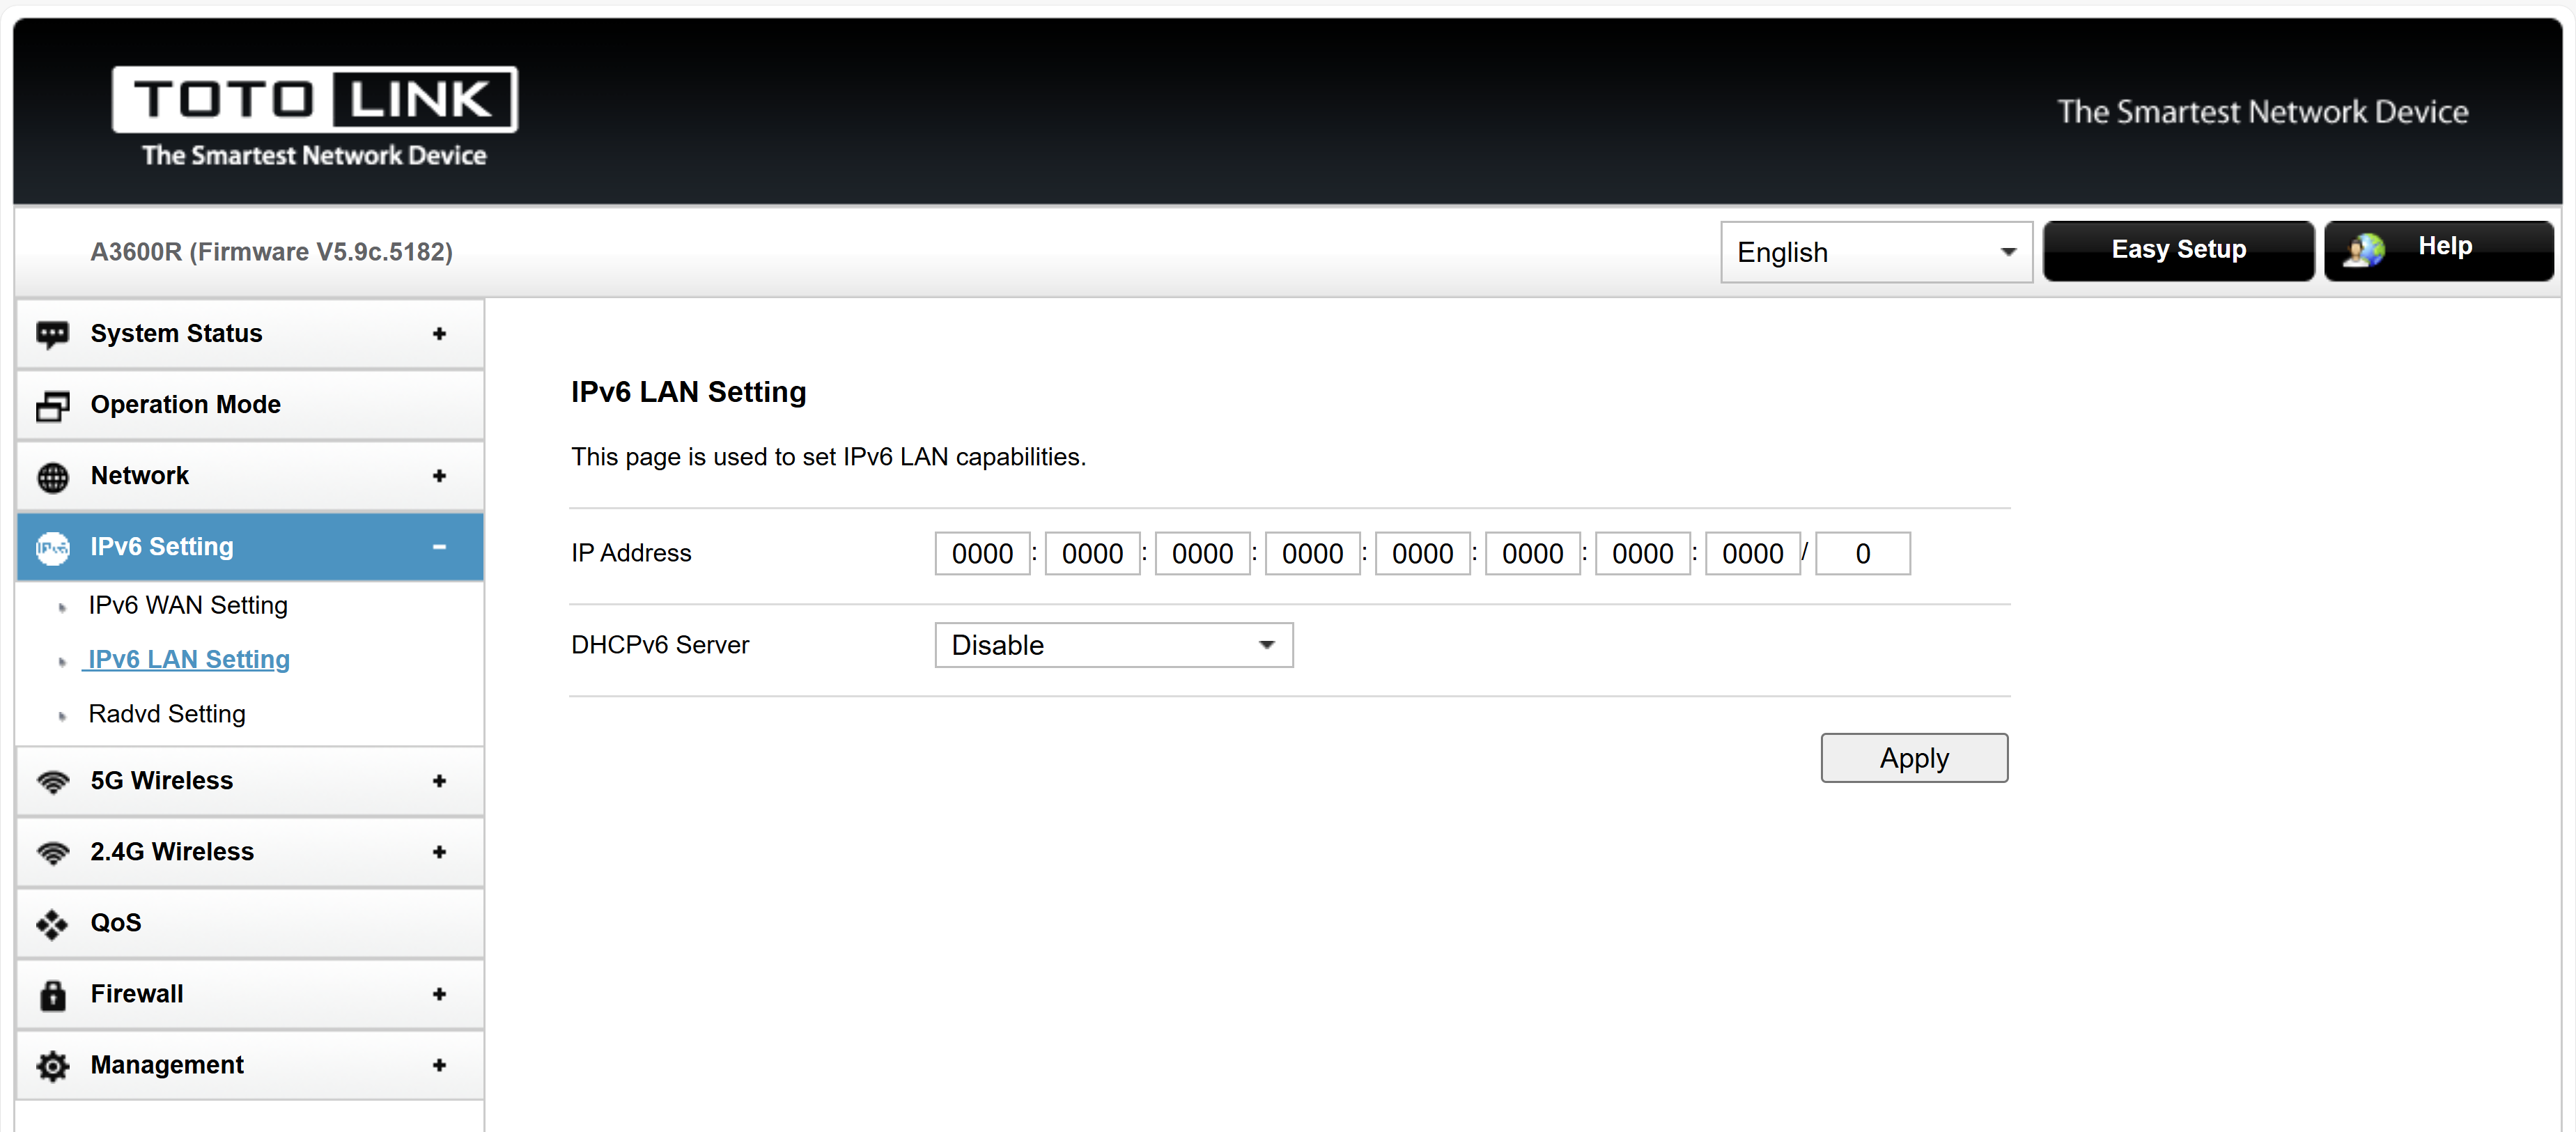 TOTO LINK
The Smartest Network Device
The Smartest Network Device
A3600R (Firmware V5.9c.5182)
English
Easy Setup
Help
System Status +
Operation Mode
Network +
IPv6 Setting -
IPv6 WAN Setting
IPv6 LAN Setting
Radvd Setting
5G Wireless +
2.4G Wireless +
QoS
Firewall +
Management +
IPv6 LAN Setting
This page is used to set IPv6 LAN capabilities.
IP Address 0000 : 0000 : 0000 : 0000 : 0000 : 0000 : 0000 : 0000 / 0
DHCPv6 Server Disable
Apply